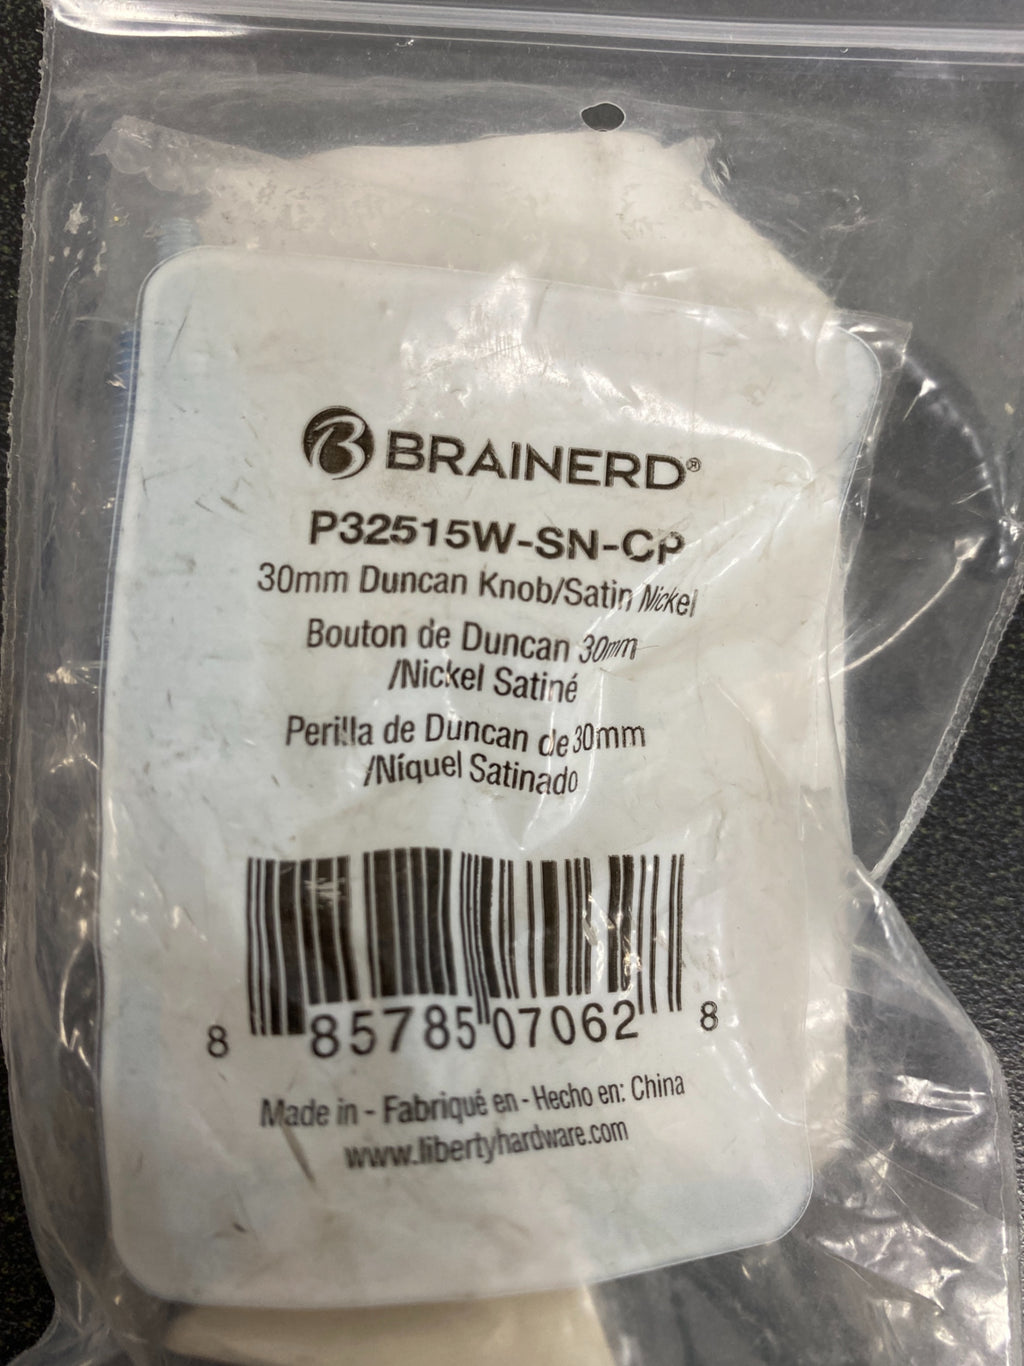 B BRAINERD®
P32515W-SN-CP
30mm Duncan Knob/Satin Nickel
Bouton de Duncan 30mm
/Nickel Satiné
Perilla de Duncan de 30mm
/Níquel Satinado
8 85785 07062 8
Made in - Fabriqué en - Hecho en: China
www.libertyhardware.com